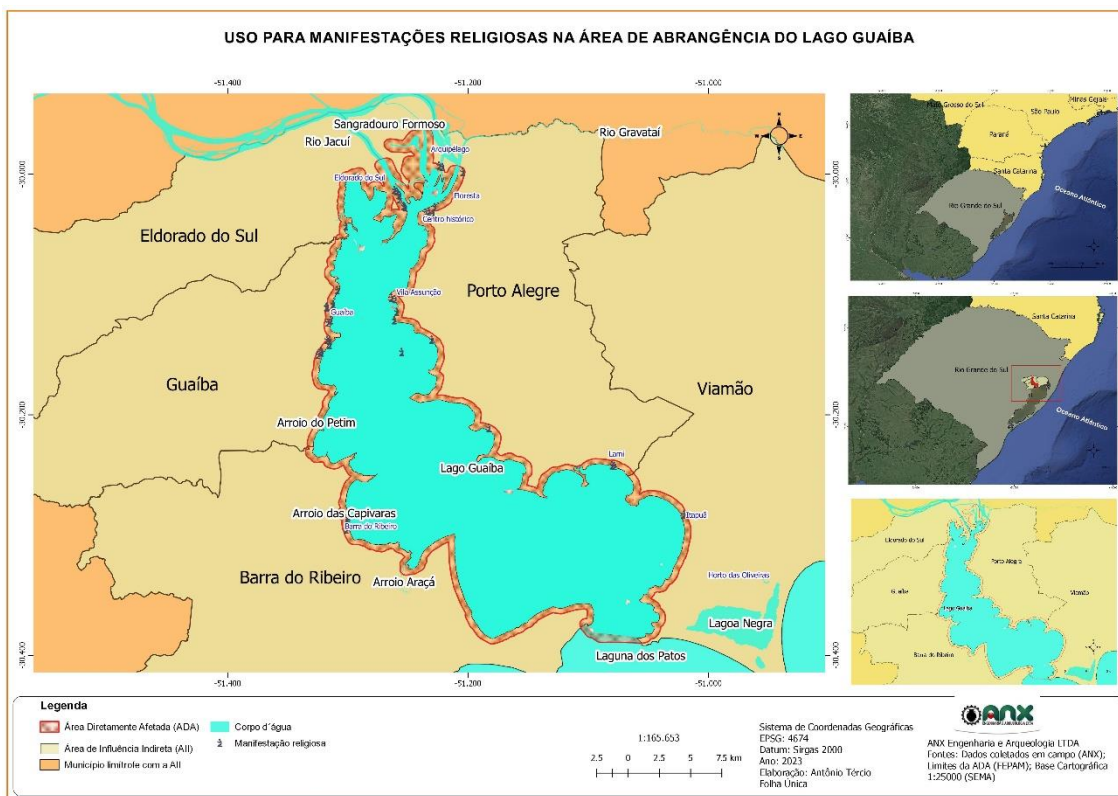 USO PARA MANIFESTAÇÕES RELIGIOSAS NA ÁREA DE ABRANGÊNCIA DO LAGO GUAÍBA
-51.400
-51.200
-51.000
Sangradouro Formoso
Rio Jacuí
Rio Gravataí
Arquipélago
-30.000
-30.000
Eldorado do Sul
Floresta
Centro histórico
Eldorado do Sul
Vila Assunção
Porto Alegre
Guaíba
Guaíba
Viamão
-30.200
-30.200
Arroio do Petim
Lago Guaíba
Lami
Arroio das Capivaras
Itapuã
Barra do Ribeiro
Barra do Ribeiro
Arroio Araçá
Horto das Oliveiras
Lagoa Negra
Laguna dos Patos
-30.400
-30.400
-51.400
-51.200
-51.000
Mato Grosso do Sul
São Paulo
Minas Gerais
Paraná
Santa Catarina
Rio Grande do Sul
Oceano Atlântico
Santa Catarina
Rio Grande do Sul
Oceano Atlântico
Eldorado do Sul
Porto Alegre
Guaíba
Viamão
Lago Guaíba
Barra do Ribeiro
Legenda
Área Diretamente Afetada (ADA)
Corpo d'água
Área de Influência Indireta (AII)
Manifestação religiosa
Município limítrofe com a AII
1:165.653
2.5 0 2.5 5 7.5 km
Sistema de Coordenadas Geográficas
EPSG: 4674
Datum: Sirgas 2000
Ano: 2023
Elaboração: Antônio Tércio
Folha Única
ANX
ANX Engenharia e Arqueologia LTDA
Fontes: Dados coletados em campo (ANX);
Limites da ADA (FEPAM); Base Cartográfica
1:25000 (SEMA)